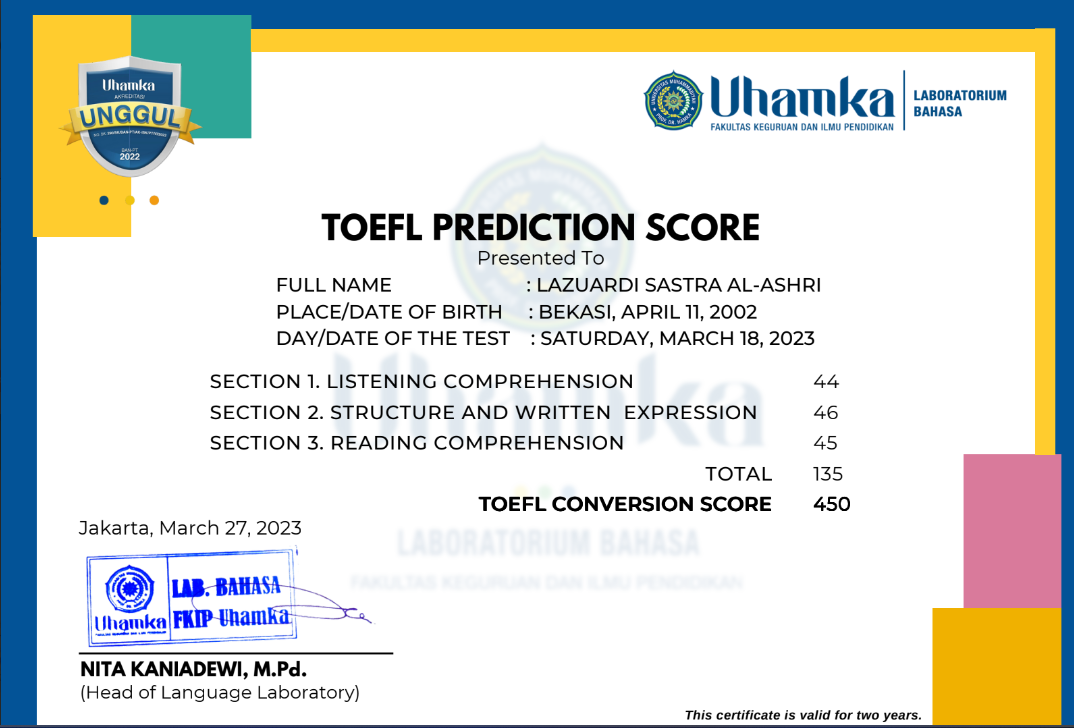 Uhamka
AKREDITASI
UNGGUL
BAN-PT
2022
Uhamka
FAKULTAS KEGURUAN DAN ILMU PENDIDIKAN
LABORATORIUM
BAHASA
TOEFL PREDICTION SCORE
Presented To
FULL NAME : LAZUARDI SASTRA AL-ASHRI
PLACE/DATE OF BIRTH : BEKASI, APRIL 11, 2002
DAY/DATE OF THE TEST : SATURDAY, MARCH 18, 2023
SECTION 1. LISTENING COMPREHENSION 44
SECTION 2. STRUCTURE AND WRITTEN EXPRESSION 46
SECTION 3. READING COMPREHENSION 45
TOTAL 135
TOEFL CONVERSION SCORE 450
Uhamka
LABORATORIUM BAHASA
FAKULTAS KEGURUAN DAN ILMU PENDIDIKAN
Jakarta, March 27, 2023
Uhamka
LAB. BAHASA
FKIP Uhamka
NITA KANIADEWI, M.Pd.
(Head of Language Laboratory)
This certificate is valid for two years.